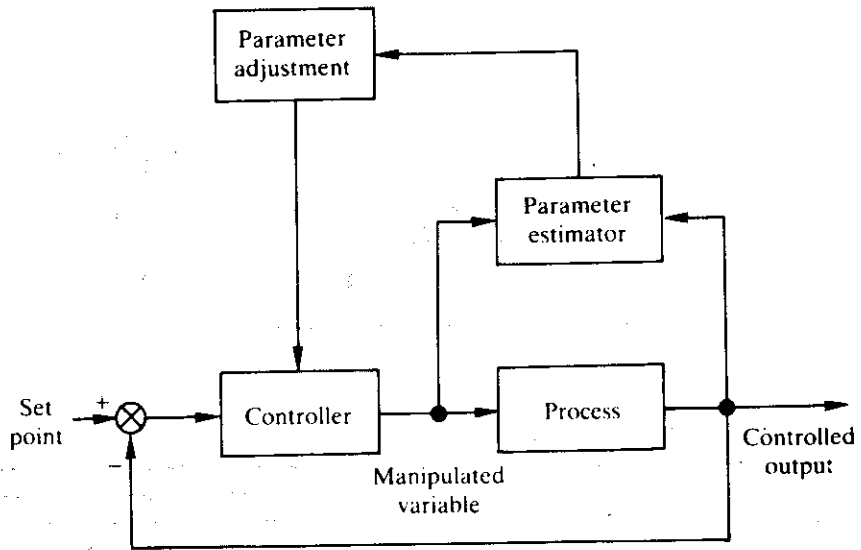 Parameter
adjustment
Parameter
estimator
Set
point
+
−
Controller
Process
Manipulated
variable
Controlled
output